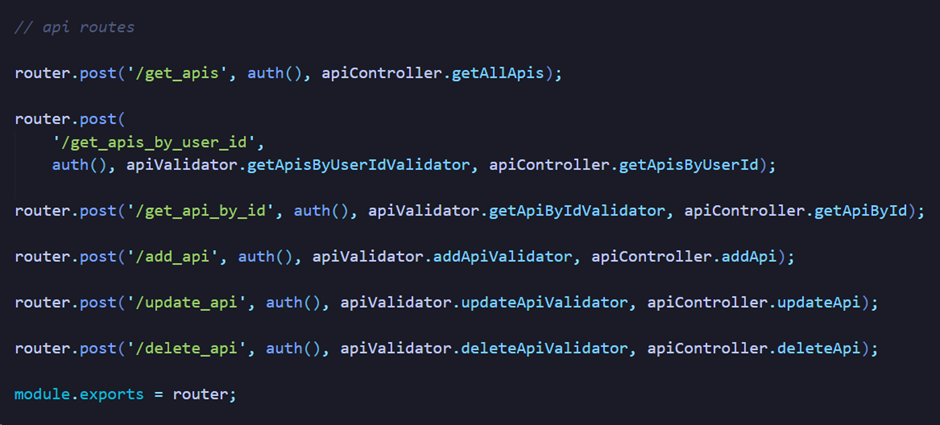 // api routes
router.post('/get_apis', auth(), apiController.getAllApis);
router.post(
'/get_apis_by_user_id',
auth(), apiValidator.getApisByUserIdValidator, apiController.getApisByUserId);
router.post('/get_api_by_id', auth(), apiValidator.getApiByIdValidator, apiController.getApiById);
router.post('/add_api', auth(), apiValidator.addApiValidator, apiController.addApi);
router.post('/update_api', auth(), apiValidator.updateApiValidator, apiController.updateApi);
router.post('/delete_api', auth(), apiValidator.deleteApiValidator, apiController.deleteApi);
module.exports = router;